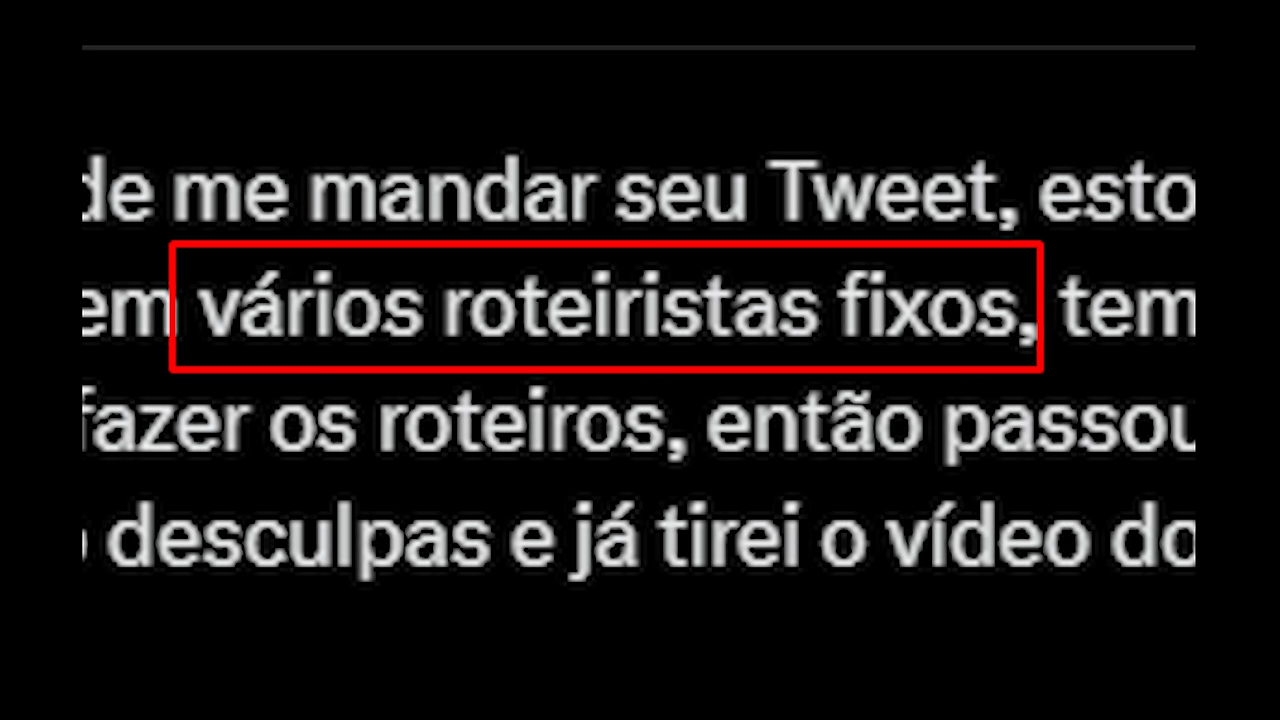 de me mandar seu Tweet, esto
em vários roteiristas fixos, tem
fazer os roteiros, então passou
desculpas e já tirei o vídeo do